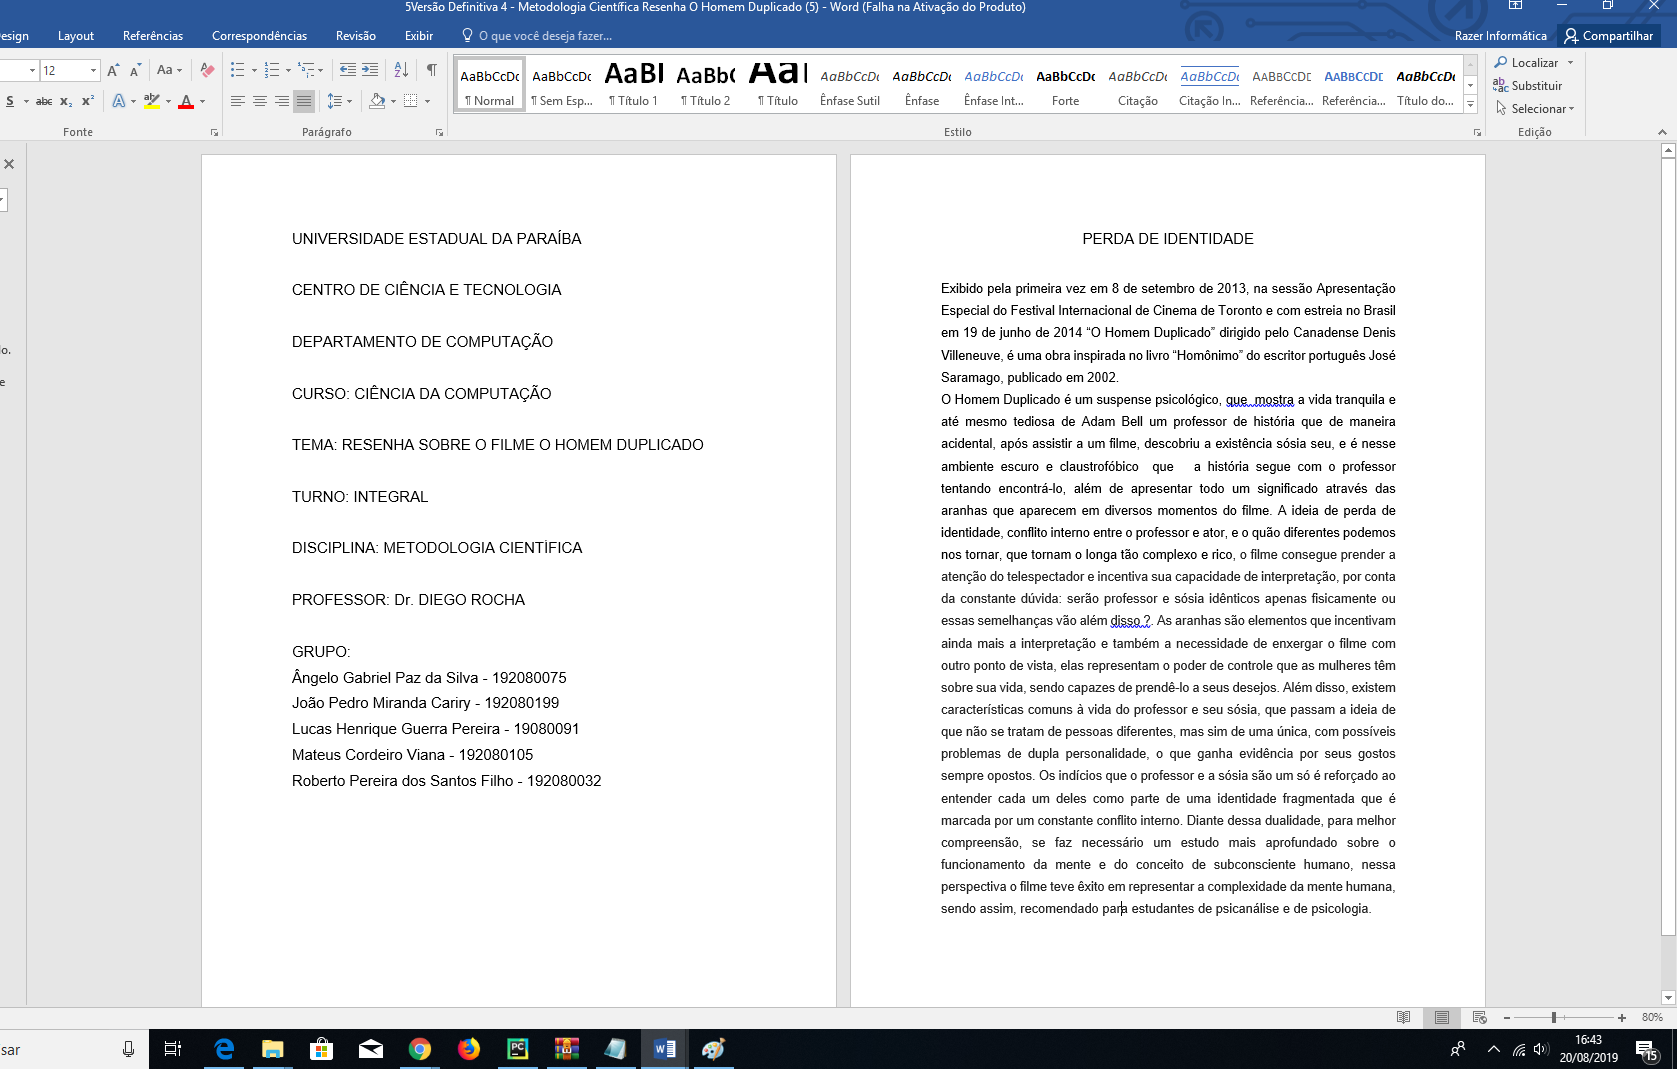 5Versão Definitiva 4 - Metodologia Científica Resenha O Homem Duplicado (5) - Word (Falha na Ativação do Produto)
esign Layout Referências Correspondências Revisão Exibir O que você deseja fazer... Razer Informática Compartilhar
12 Aa
AaBbCcDc AaBbCcDc AaBl AaBbC AaBl AaBbCcDc AaBbCcDc AaBbCcDc AaBbCcDc AaBbCcDc AaBbCcDc AABBCCDE AABBCCDE AaBbCcDc
¶ Normal ¶ Sem Esp... ¶ Título 1 ¶ Título 2 ¶ Título Ênfase Sutil Ênfase Ênfase Int... Forte Citação Citação In... Referência... Referência... Título do...
Localizar
Substituir
Selecionar
S abc x₂ x² A aby A
Fonte Parágrafo Estilo Edição
lo.
e
UNIVERSIDADE ESTADUAL DA PARAÍBA
CENTRO DE CIÊNCIA E TECNOLOGIA
DEPARTAMENTO DE COMPUTAÇÃO
CURSO: CIÊNCIA DA COMPUTAÇÃO
TEMA: RESENHA SOBRE O FILME O HOMEM DUPLICADO
TURNO: INTEGRAL
DISCIPLINA: METODOLOGIA CIENTÍFICA
PROFESSOR: Dr. DIEGO ROCHA
GRUPO:
Ângelo Gabriel Paz da Silva - 192080075
João Pedro Miranda Cariry - 192080199
Lucas Henrique Guerra Pereira - 19080091
Mateus Cordeiro Viana - 192080105
Roberto Pereira dos Santos Filho - 192080032
PERDA DE IDENTIDADE
Exibido pela primeira vez em 8 de setembro de 2013, na sessão Apresentação
Especial do Festival Internacional de Cinema de Toronto e com estreia no Brasil
em 19 de junho de 2014 “O Homem Duplicado” dirigido pelo Canadense Denis
Villeneuve, é uma obra inspirada no livro “Homônimo” do escritor português José
Saramago, publicado em 2002.
O Homem Duplicado é um suspense psicológico, que mostra a vida tranquila e
até mesmo tediosa de Adam Bell um professor de história que de maneira
acidental, após assistir a um filme, descobriu a existência sósia seu, e é nesse
ambiente escuro e claustrofóbico que a história segue com o professor
tentando encontrá-lo, além de apresentar todo um significado através das
aranhas que aparecem em diversos momentos do filme. A ideia de perda de
identidade, conflito interno entre o professor e ator, e o quão diferentes podemos
nos tornar, que tornam o longa tão complexo e rico, o filme consegue prender a
atenção do telespectador e incentiva sua capacidade de interpretação, por conta
da constante dúvida: serão professor e sósia idênticos apenas fisicamente ou
essas semelhanças vão além disso ?. As aranhas são elementos que incentivam
ainda mais a interpretação e também a necessidade de enxergar o filme com
outro ponto de vista, elas representam o poder de controle que as mulheres têm
sobre sua vida, sendo capazes de prendê-lo a seus desejos. Além disso, existem
características comuns à vida do professor e seu sósia, que passam a ideia de
que não se tratam de pessoas diferentes, mas sim de uma única, com possíveis
problemas de dupla personalidade, o que ganha evidência por seus gostos
sempre opostos. Os indícios que o professor e a sósia são um só é reforçado ao
entender cada um deles como parte de uma identidade fragmentada que é
marcada por um constante conflito interno. Diante dessa dualidade, para melhor
compreensão, se faz necessário um estudo mais aprofundado sobre o
funcionamento da mente e do conceito de subconsciente humano, nessa
perspectiva o filme teve êxito em representar a complexidade da mente humana,
sendo assim, recomendado para estudantes de psicanálise e de psicologia.
80%
sar
PC
16:43
20/08/2019
15